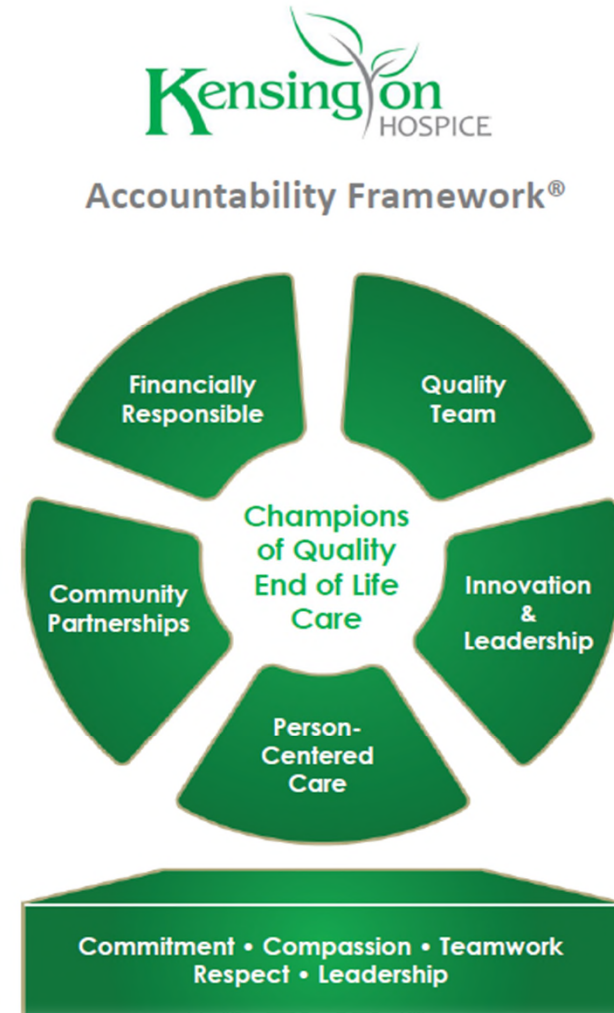 Kensington
HOSPICE
Accountability Framework®
Financially
Responsible
Quality
Team
Champions
of Quality
End of Life
Care
Community
Partnerships
Innovation
&
Leadership
Person-
Centered
Care
Commitment • Compassion • Teamwork
Respect • Leadership